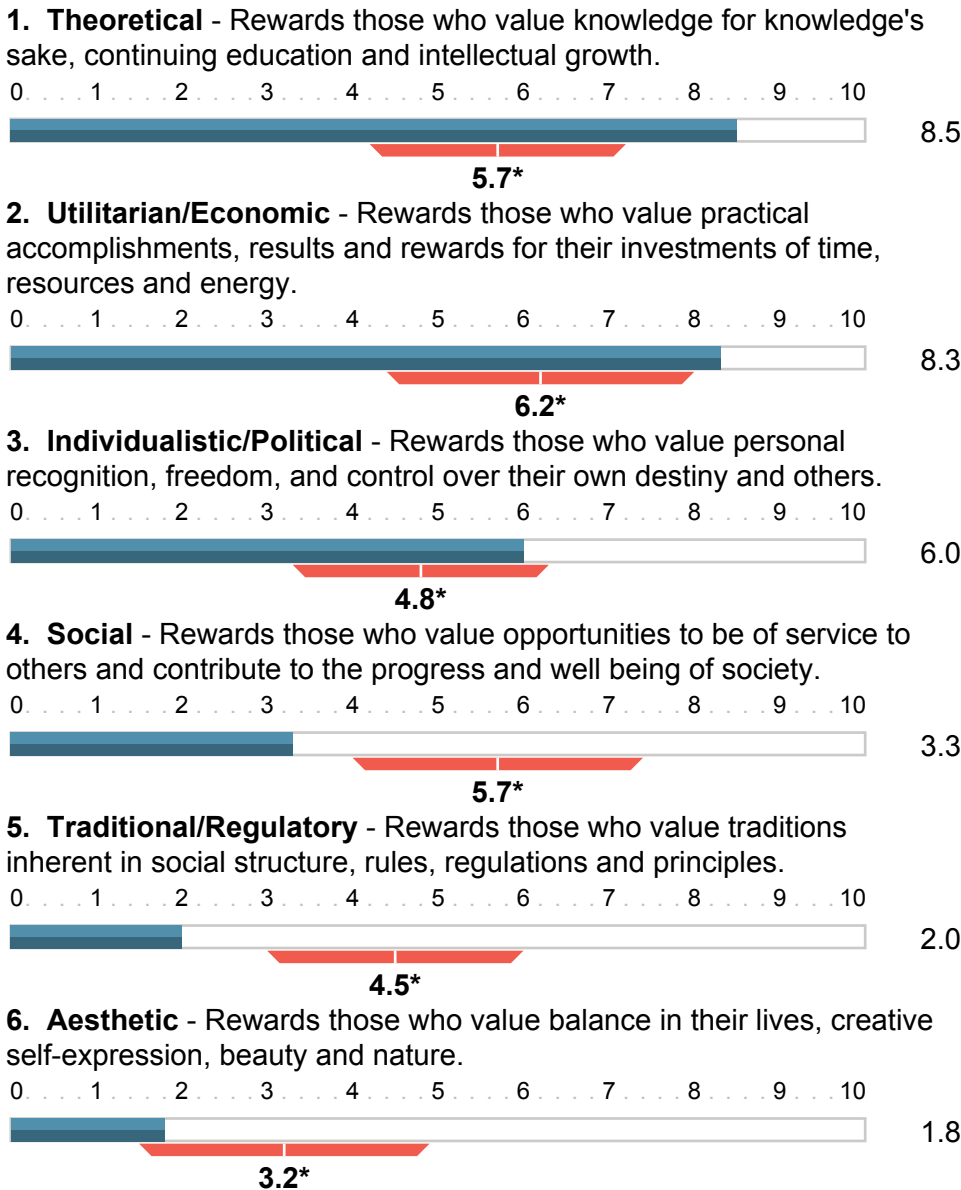 1. Theoretical - Rewards those who value knowledge for knowledge's
sake, continuing education and intellectual growth.
0. . . . 1 . . . . 2 . . . . 3 . . . . 4 . . . . 5 . . . . 6 . . . . 7 . . . . 8 . . . . 9 . . . 10
8.5
5.7*
2. Utilitarian/Economic - Rewards those who value practical
accomplishments, results and rewards for their investments of time,
resources and energy.
0. . . . 1 . . . . 2 . . . . 3 . . . . 4 . . . . 5 . . . . 6 . . . . 7 . . . . 8 . . . . 9 . . . 10
8.3
6.2*
3. Individualistic/Political - Rewards those who value personal
recognition, freedom, and control over their own destiny and others.
0. . . . 1 . . . . 2 . . . . 3 . . . . 4 . . . . 5 . . . . 6 . . . . 7 . . . . 8 . . . . 9 . . . 10
6.0
4.8*
4. Social - Rewards those who value opportunities to be of service to
others and contribute to the progress and well being of society.
0. . . . 1 . . . . 2 . . . . 3 . . . . 4 . . . . 5 . . . . 6 . . . . 7 . . . . 8 . . . . 9 . . . 10
3.3
5.7*
5. Traditional/Regulatory - Rewards those who value traditions
inherent in social structure, rules, regulations and principles.
0. . . . 1 . . . . 2 . . . . 3 . . . . 4 . . . . 5 . . . . 6 . . . . 7 . . . . 8 . . . . 9 . . . 10
2.0
4.5*
6. Aesthetic - Rewards those who value balance in their lives, creative
self-expression, beauty and nature.
0. . . . 1 . . . . 2 . . . . 3 . . . . 4 . . . . 5 . . . . 6 . . . . 7 . . . . 8 . . . . 9 . . . 10
1.8
3.2*